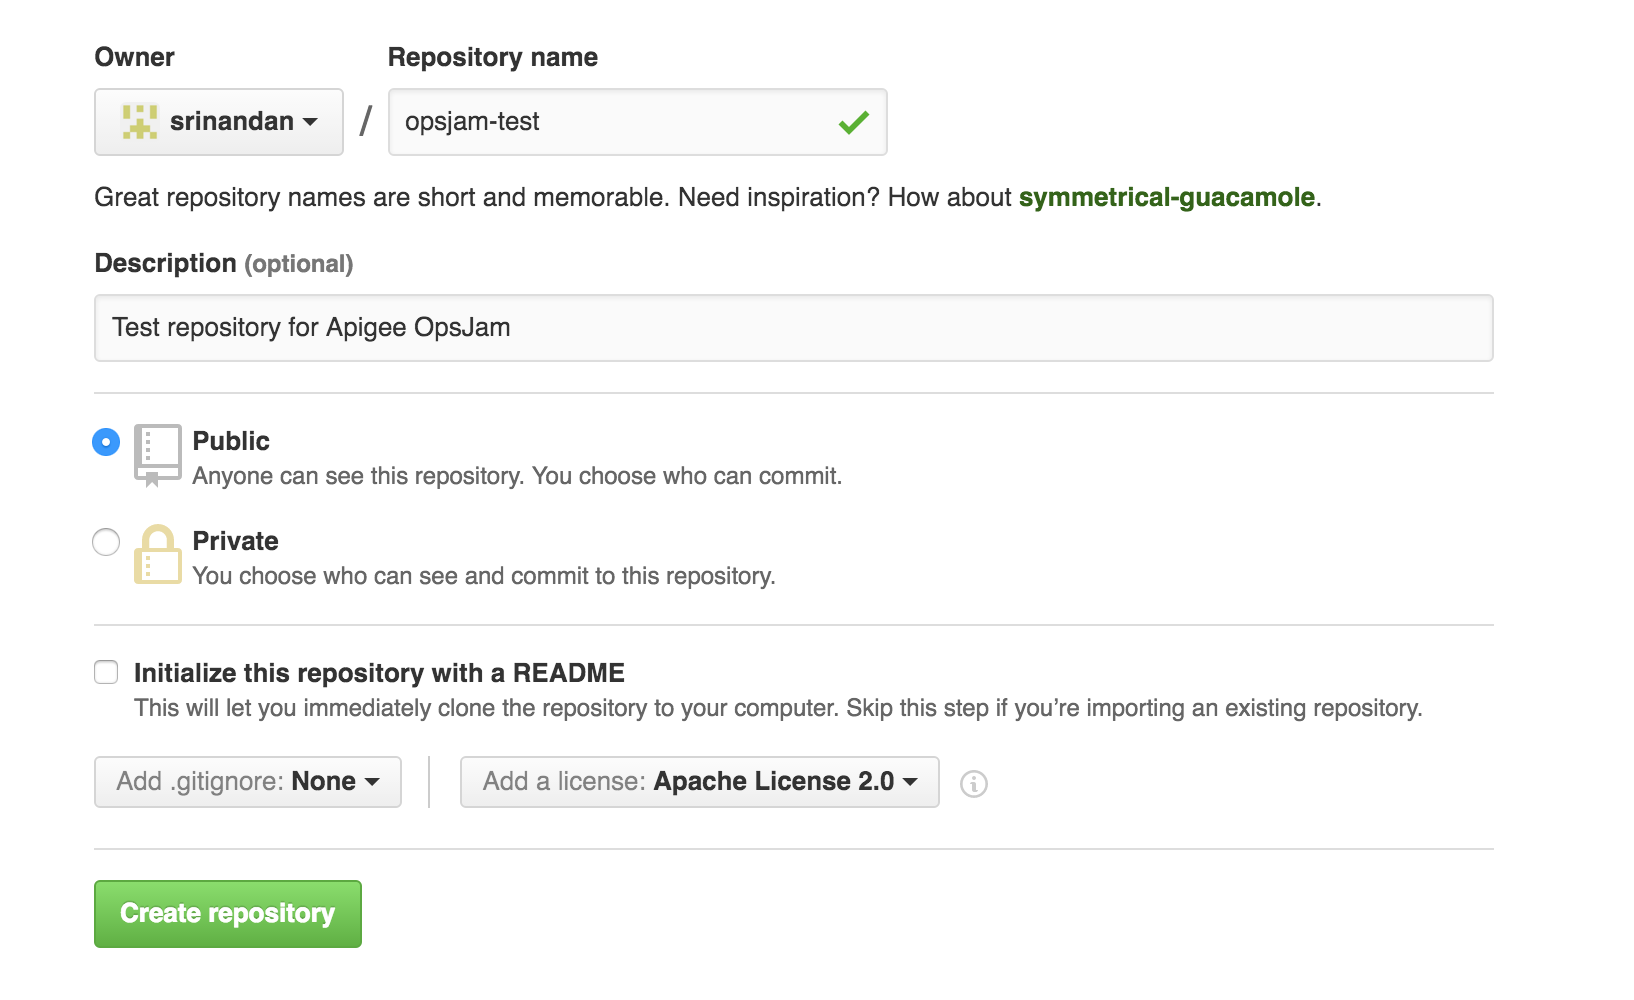 Owner
Repository name
srinandan / opsjam-test
Great repository names are short and memorable. Need inspiration? How about symmetrical-guacamole.
Description (optional)
Test repository for Apigee OpsJam
Public
Anyone can see this repository. You choose who can commit.
Private
You choose who can see and commit to this repository.
Initialize this repository with a README
This will let you immediately clone the repository to your computer. Skip this step if you’re importing an existing repository.
Add .gitignore: None
Add a license: Apache License 2.0
Create repository